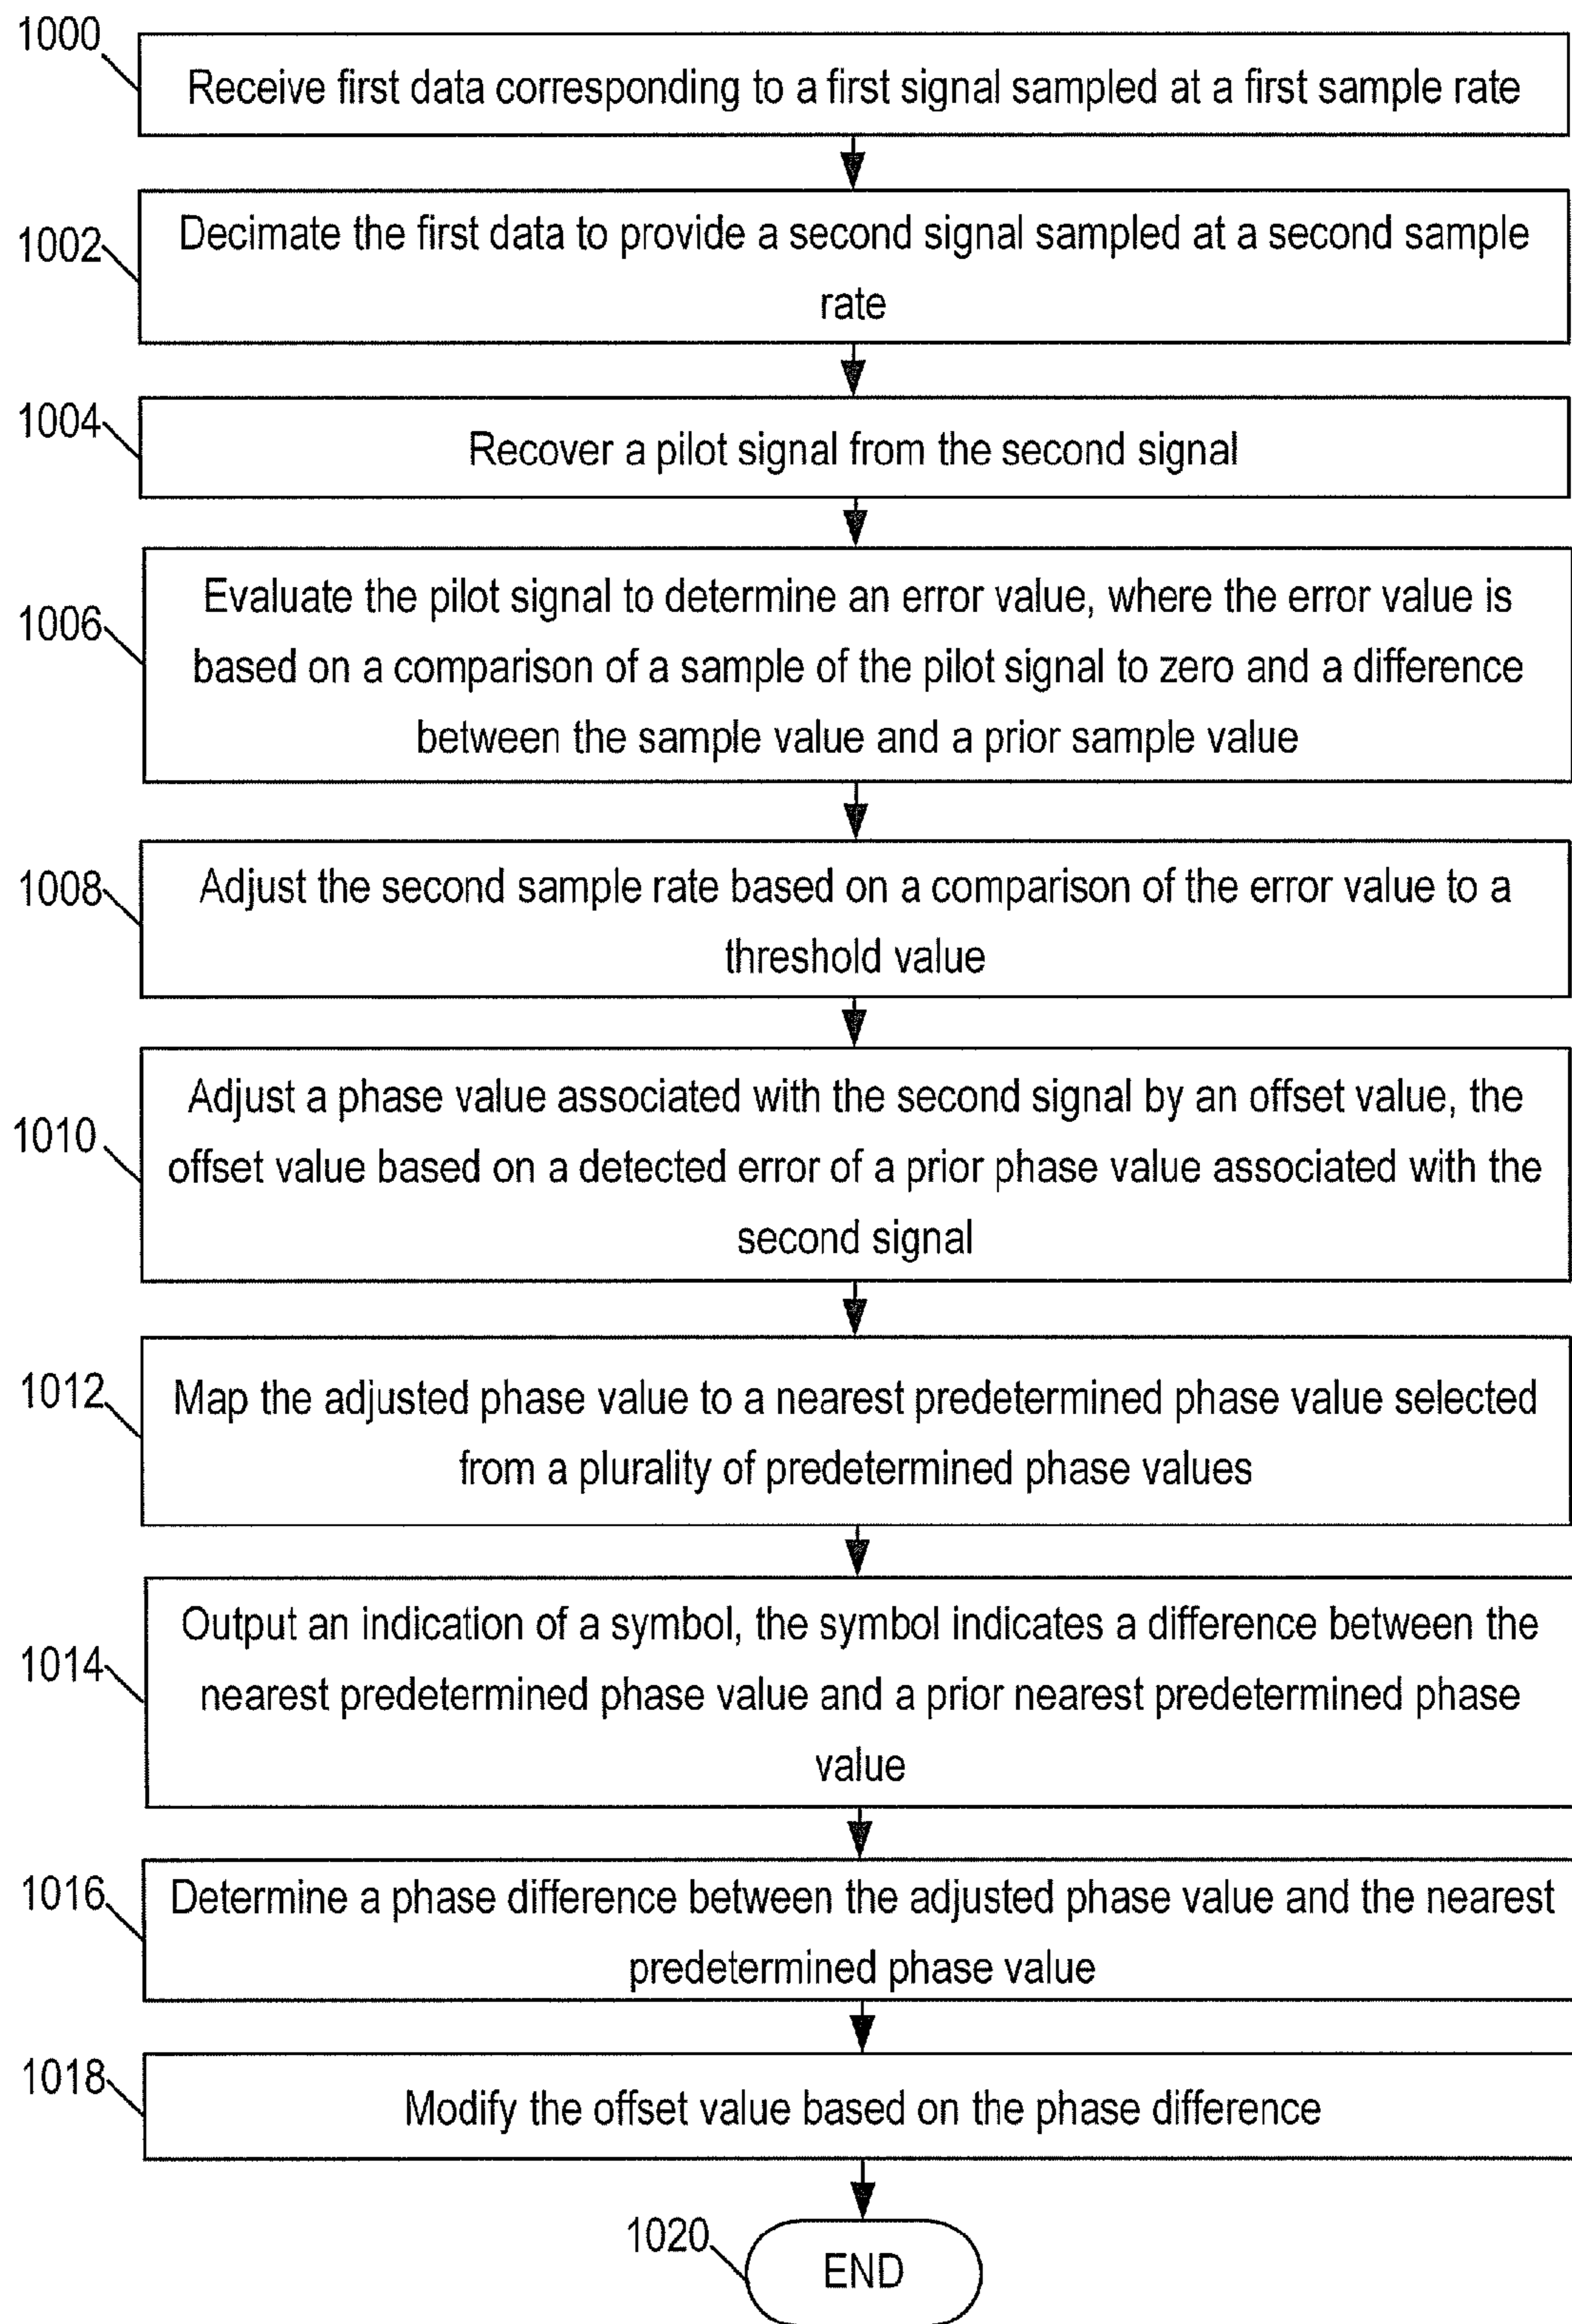 1000
Receive first data corresponding to a first signal sampled at a first sample rate
1002
Decimate the first data to provide a second signal sampled at a second sample
rate
1004
Recover a pilot signal from the second signal
1006
Evaluate the pilot signal to determine an error value, where the error value is
based on a comparison of a sample of the pilot signal to zero and a difference
between the sample value and a prior sample value
1008
Adjust the second sample rate based on a comparison of the error value to a
threshold value
1010
Adjust a phase value associated with the second signal by an offset value, the
offset value based on a detected error of a prior phase value associated with the
second signal
1012
Map the adjusted phase value to a nearest predetermined phase value selected
from a plurality of predetermined phase values
1014
Output an indication of a symbol, the symbol indicates a difference between the
nearest predetermined phase value and a prior nearest predetermined phase
value
1016
Determine a phase difference between the adjusted phase value and the nearest
predetermined phase value
1018
Modify the offset value based on the phase difference
1020
END